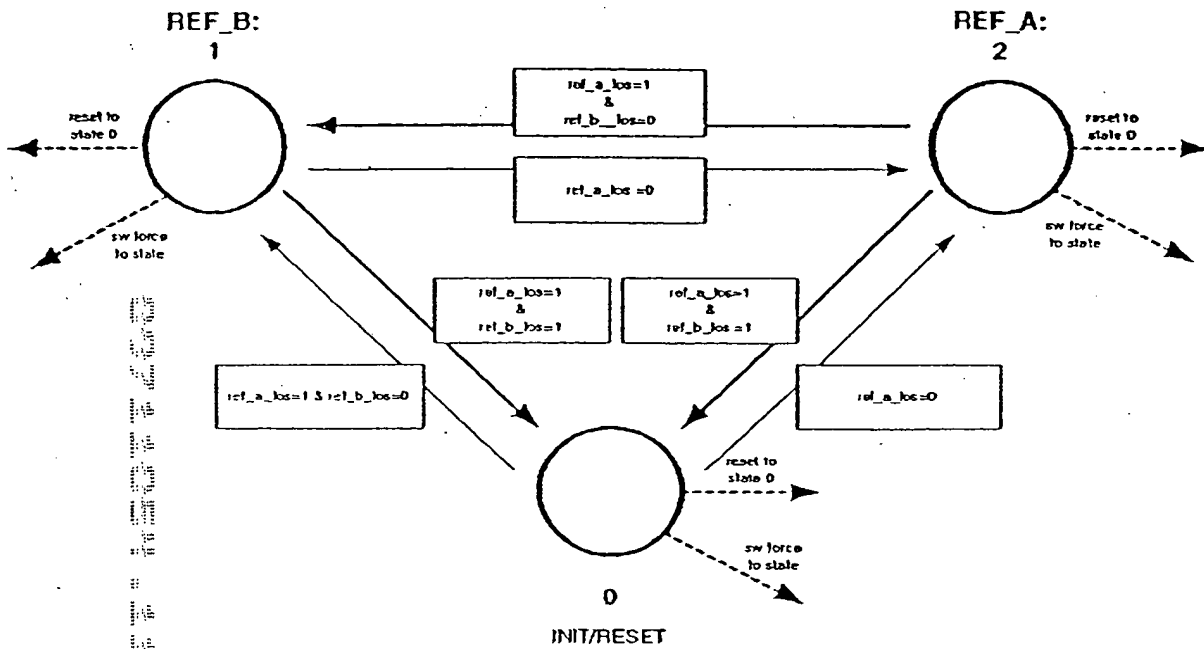 REF_B:
1
REF_A:
2
ref_a_los=1
&
ref_b__los=0
ref_a_los =0
reset to
state 0
sw force
to state
reset to
state 0
sw force
to state
ref_a_los=1
&
ref_b_los=1
ref_a_los=1
&
ref_b_los =1
ref_a_los=1 & ref_b_los=0
ref_a_los=0
reset to
state 0
sw force
to state
0
INIT/RESET